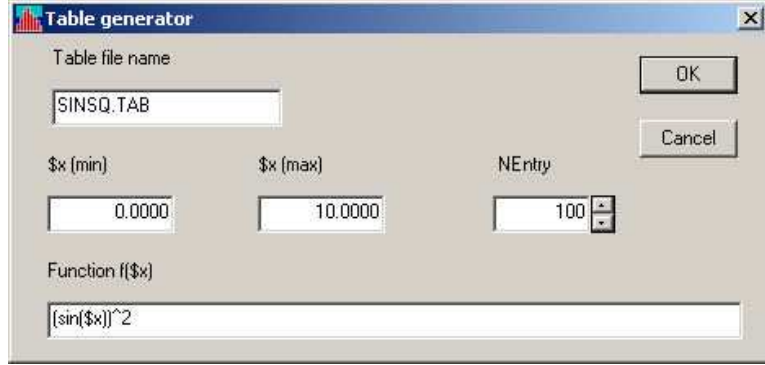 Table generator
Table file name
OK
SINSQ.TAB
Cancel
$x (min) $x (max) NEntry
0.0000 10.0000 100
Function f($x)
(sin($x))^2